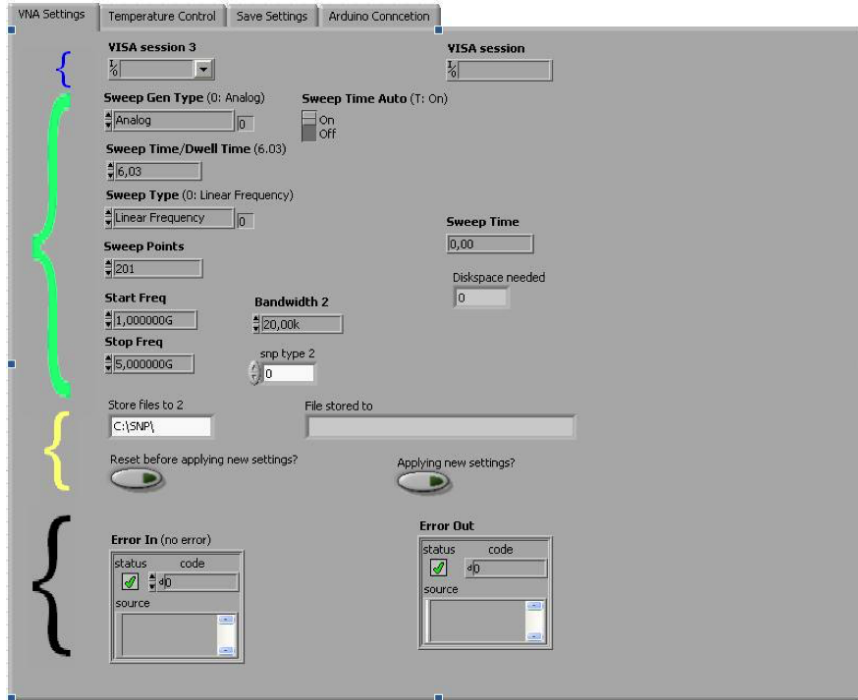 VNA Settings
Temperature Control
Save Settings
Arduino Conncetion
VISA session 3
VISA session
I/O
I/O
Sweep Gen Type (0: Analog)
Sweep Time Auto (T: On)
Analog
0
On
Off
Sweep Time/Dwell Time (6.03)
6,03
Sweep Type (0: Linear Frequency)
Linear Frequency
0
Sweep Time
0,00
Sweep Points
201
Diskspace needed
0
Start Freq
Bandwidth 2
1,000000G
20,00k
Stop Freq
5,000000G
snp type 2
0
Store files to 2
File stored to
C:\SNP\
Reset before applying new settings?
Applying new settings?
Error In (no error)
Error Out
status code
status code
d0
d0
source
source